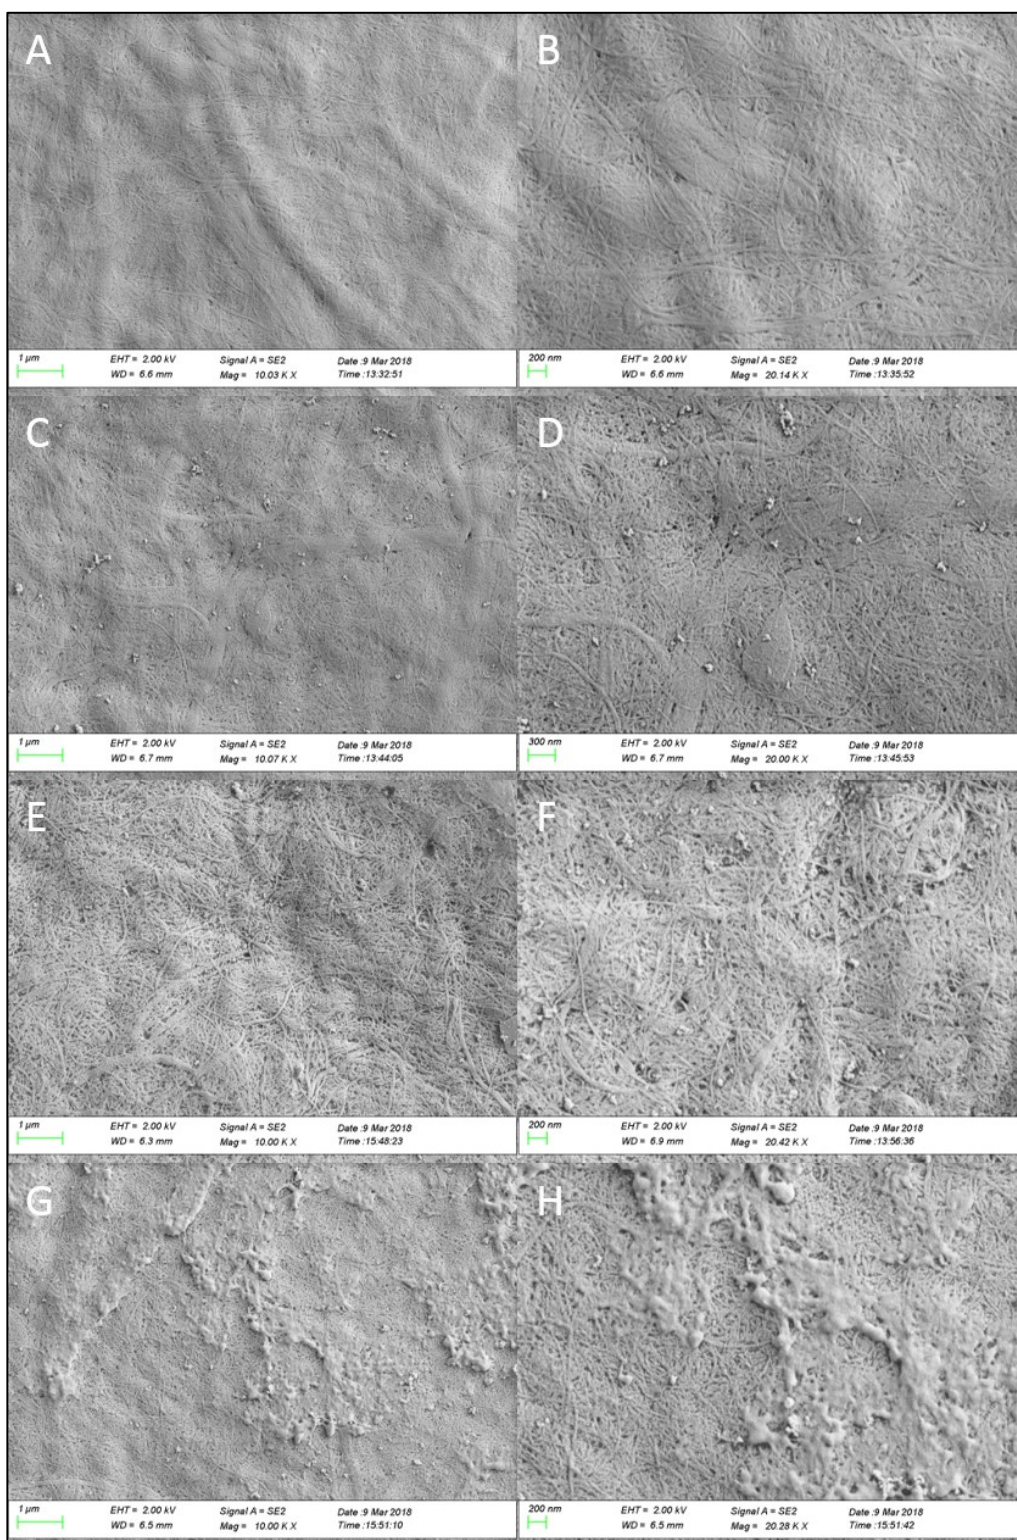 A
B
1 µm EHT = 2.00 kV Signal A = SE2 Date :9 Mar 2018
WD = 6.6 mm Mag = 10.03 K X Time :13:32:51
200 nm EHT = 2.00 kV Signal A = SE2 Date :9 Mar 2018
WD = 6.6 mm Mag = 20.14 K X Time :13:35:52
C
D
1 µm EHT = 2.00 kV Signal A = SE2 Date :9 Mar 2018
WD = 6.7 mm Mag = 10.07 K X Time :13:44:05
300 nm EHT = 2.00 kV Signal A = SE2 Date :9 Mar 2018
WD = 6.7 mm Mag = 20.00 K X Time :13:45:53
E
F
1 µm EHT = 2.00 kV Signal A = SE2 Date :9 Mar 2018
WD = 6.3 mm Mag = 10.00 K X Time :15:48:23
200 nm EHT = 2.00 kV Signal A = SE2 Date :9 Mar 2018
WD = 6.9 mm Mag = 20.42 K X Time :13:56:36
G
H
1 µm EHT = 2.00 kV Signal A = SE2 Date :9 Mar 2018
WD = 6.5 mm Mag = 10.00 K X Time :15:51:10
200 nm EHT = 2.00 kV Signal A = SE2 Date :9 Mar 2018
WD = 6.5 mm Mag = 20.28 K X Time :15:51:42